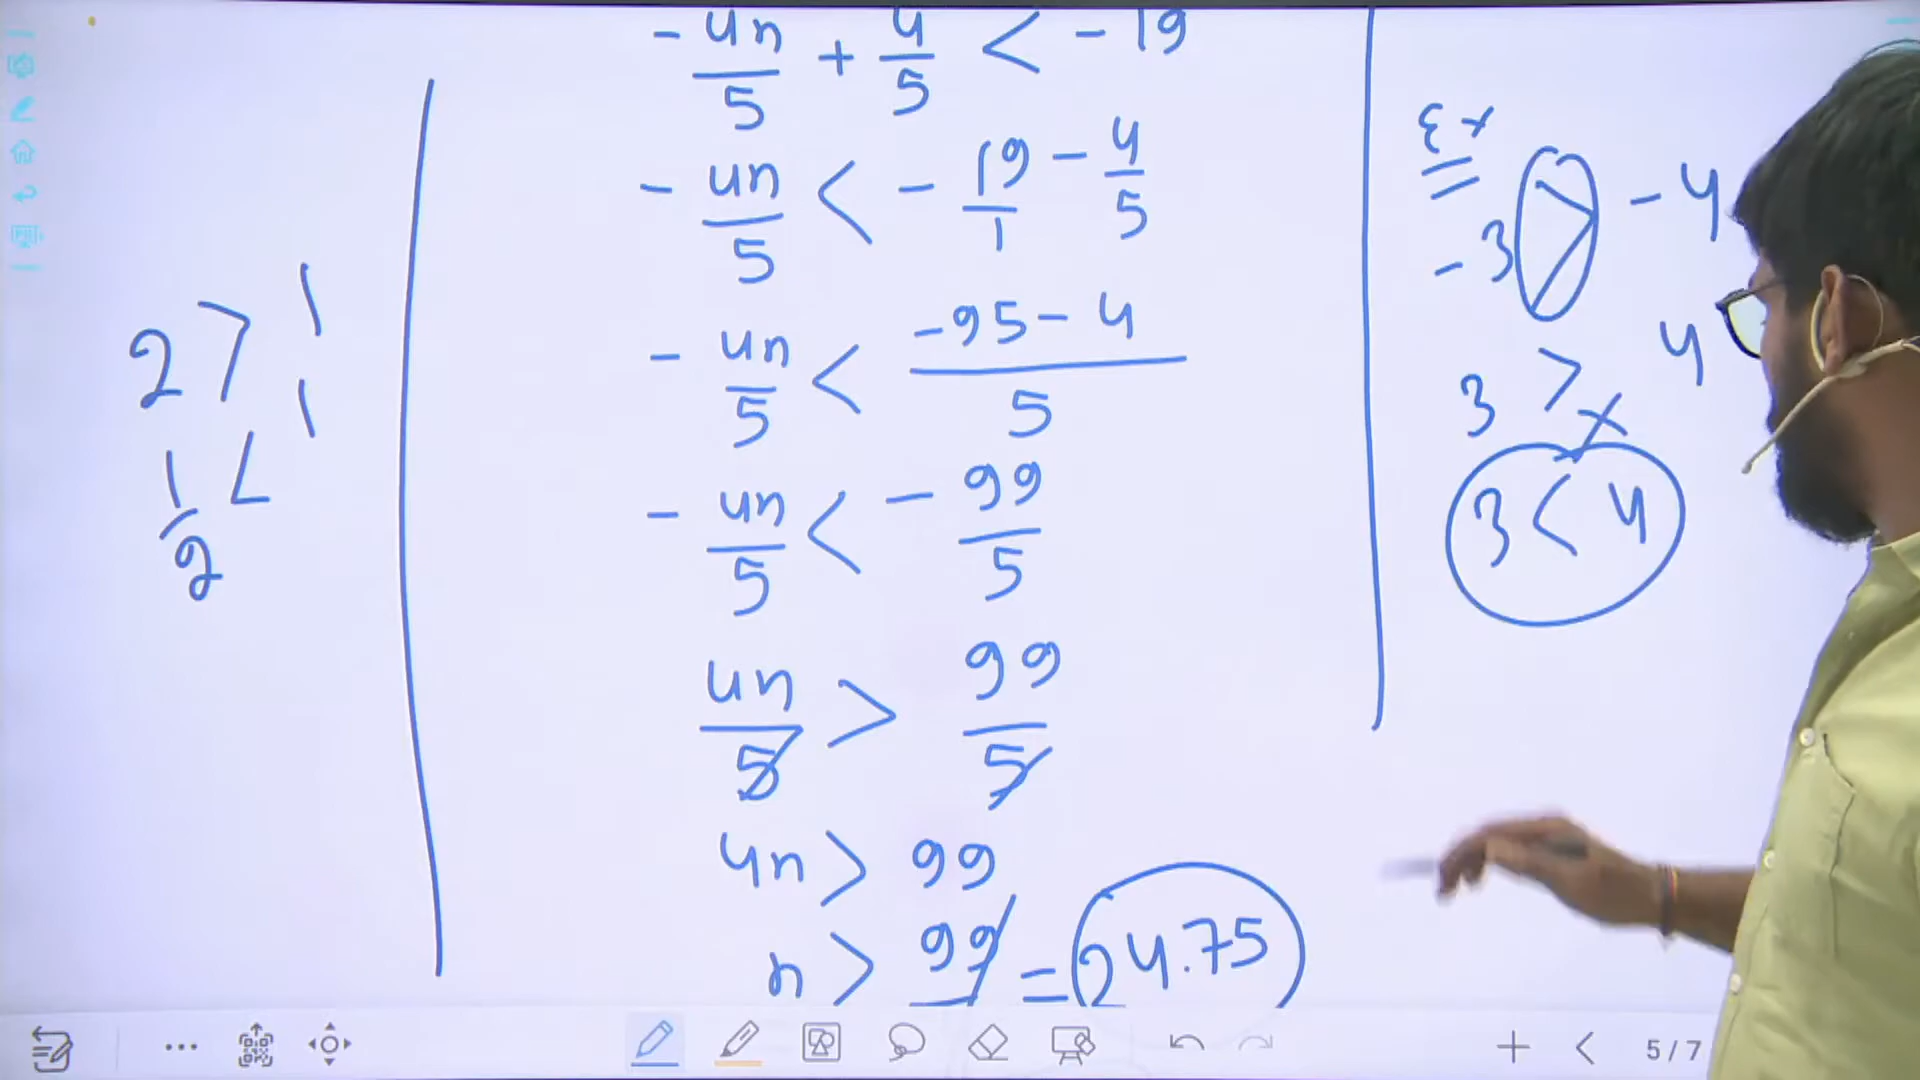 2 > 1
1/2 < 1
- 4n/5 + 4/5 < - 19
- 4n/5 < - 19/1 - 4/5
- 4n/5 < -95 - 4/5
- 4n/5 < - 99/5
4n/5 > 99/5
4n > 99
n > 99 = 24.75
Ex
-3 > -4
3 > 4
3 < 4
5 / 7